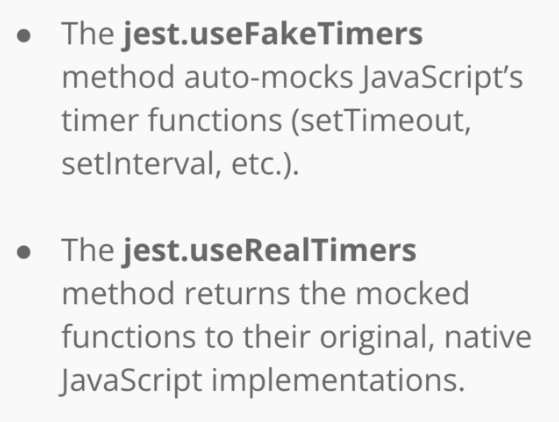 ● The jest.useFakeTimers
method auto-mocks JavaScript’s
timer functions (setTimeout,
setInterval, etc.).
● The jest.useRealTimers
method returns the mocked
functions to their original, native
JavaScript implementations.